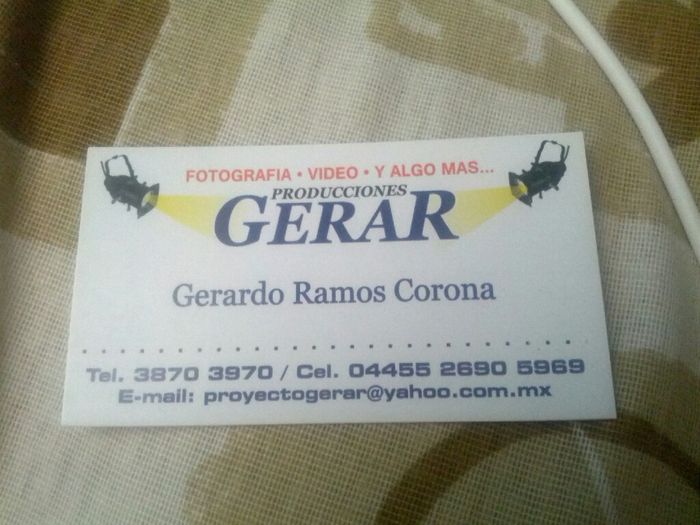 FOTOGRAFIA • VIDEO • Y ALGO MAS...
PRODUCCIONES
GERAR
Gerardo Ramos Corona
Tel. 3870 3970 / Cel. 04455 2690 5969
E-mail: proyectogerar@yahoo.com.mx